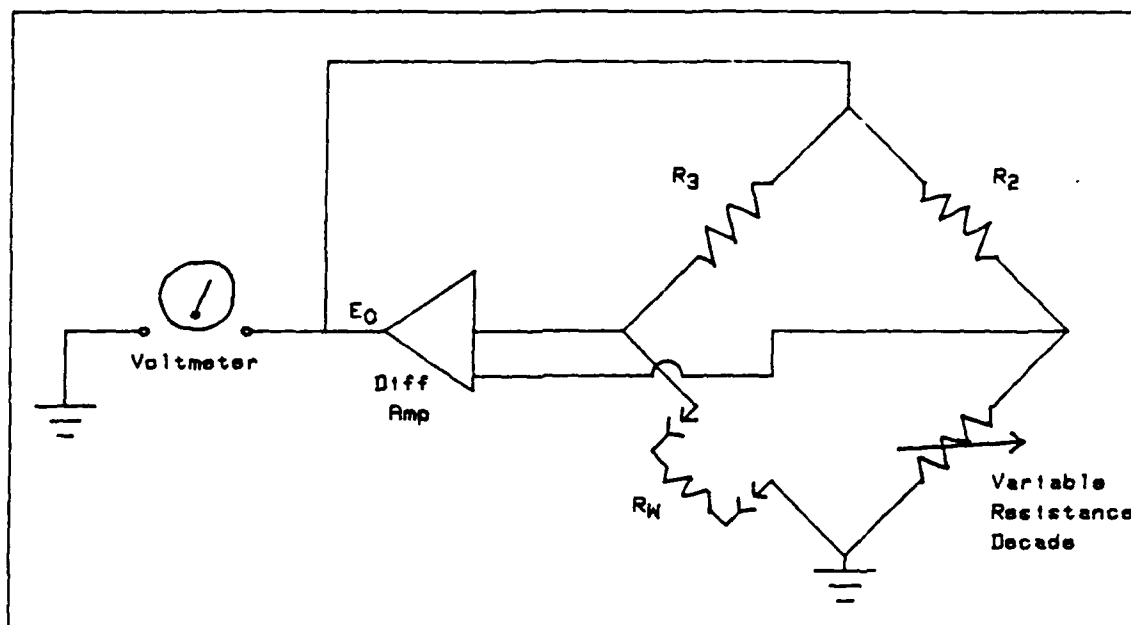 R3
R2
E0
Voltmeter
Diff
Amp
RW
Variable
Resistance
Decade